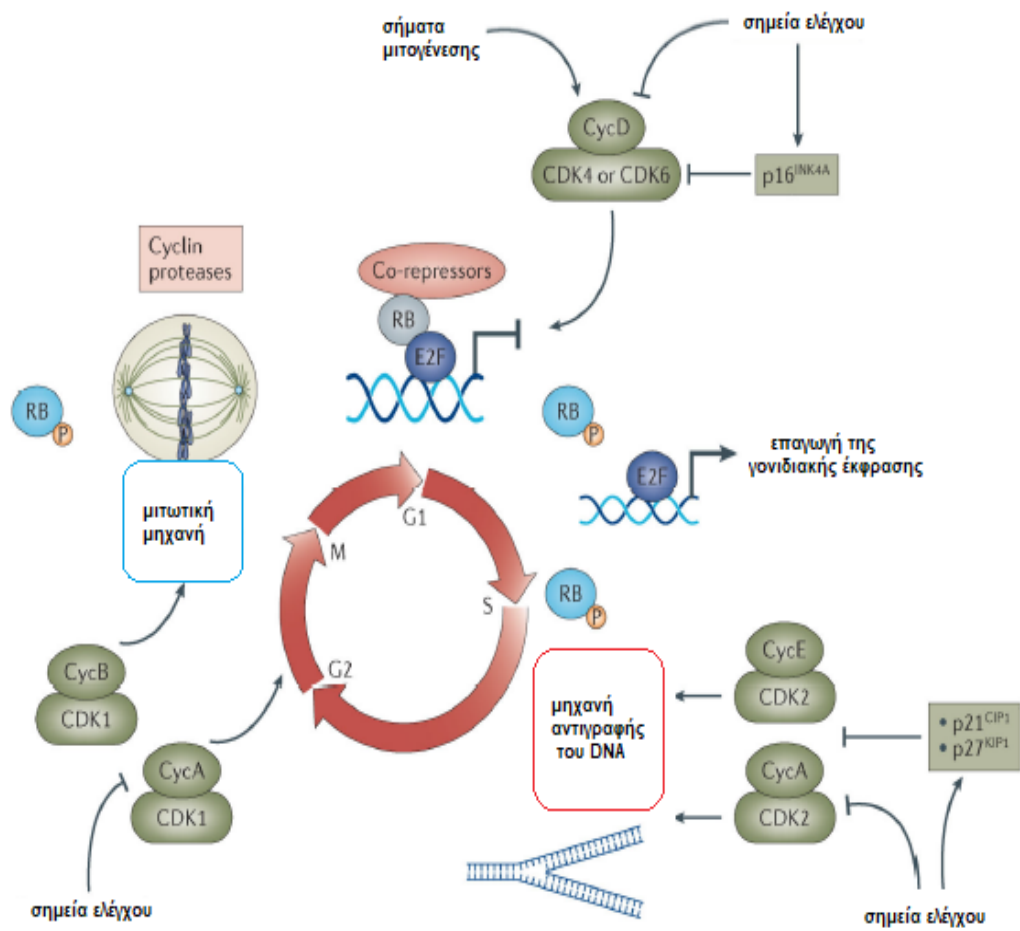 σήματα
μιτογένεσης
σημεία ελέγχου
CycD
CDK4 or CDK6
p16INK4A
Cyclin
proteases
Co-repressors
RB
E2F
RB
P
RB
P
E2F
επαγωγή της
γονιδιακής έκφρασης
μιτωτική
μηχανή
G1
M
S
G2
RB
P
CycB
CDK1
CycA
CDK1
σημεία ελέγχου
μηχανή
αντιγραφής
του DNA
CycE
CDK2
CycA
CDK2
• p21CIP1
• p27KIP1
σημεία ελέγχου